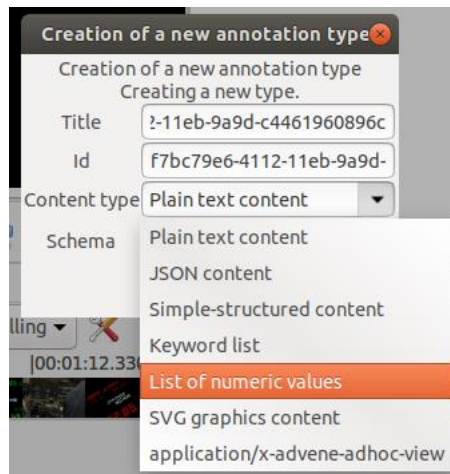 Creation of a new annotation type
Creation of a new annotation type
Creating a new type.
Title 2-11eb-9a9d-c4461960896c
Id f7bc79e6-4112-11eb-9a9d-
Content type Plain text content
Schema
Plain text content
JSON content
Simple-structured content
Keyword list
List of numeric values
SVG graphics content
application/x-advene-adhoc-view
lling
|00:01:12.330